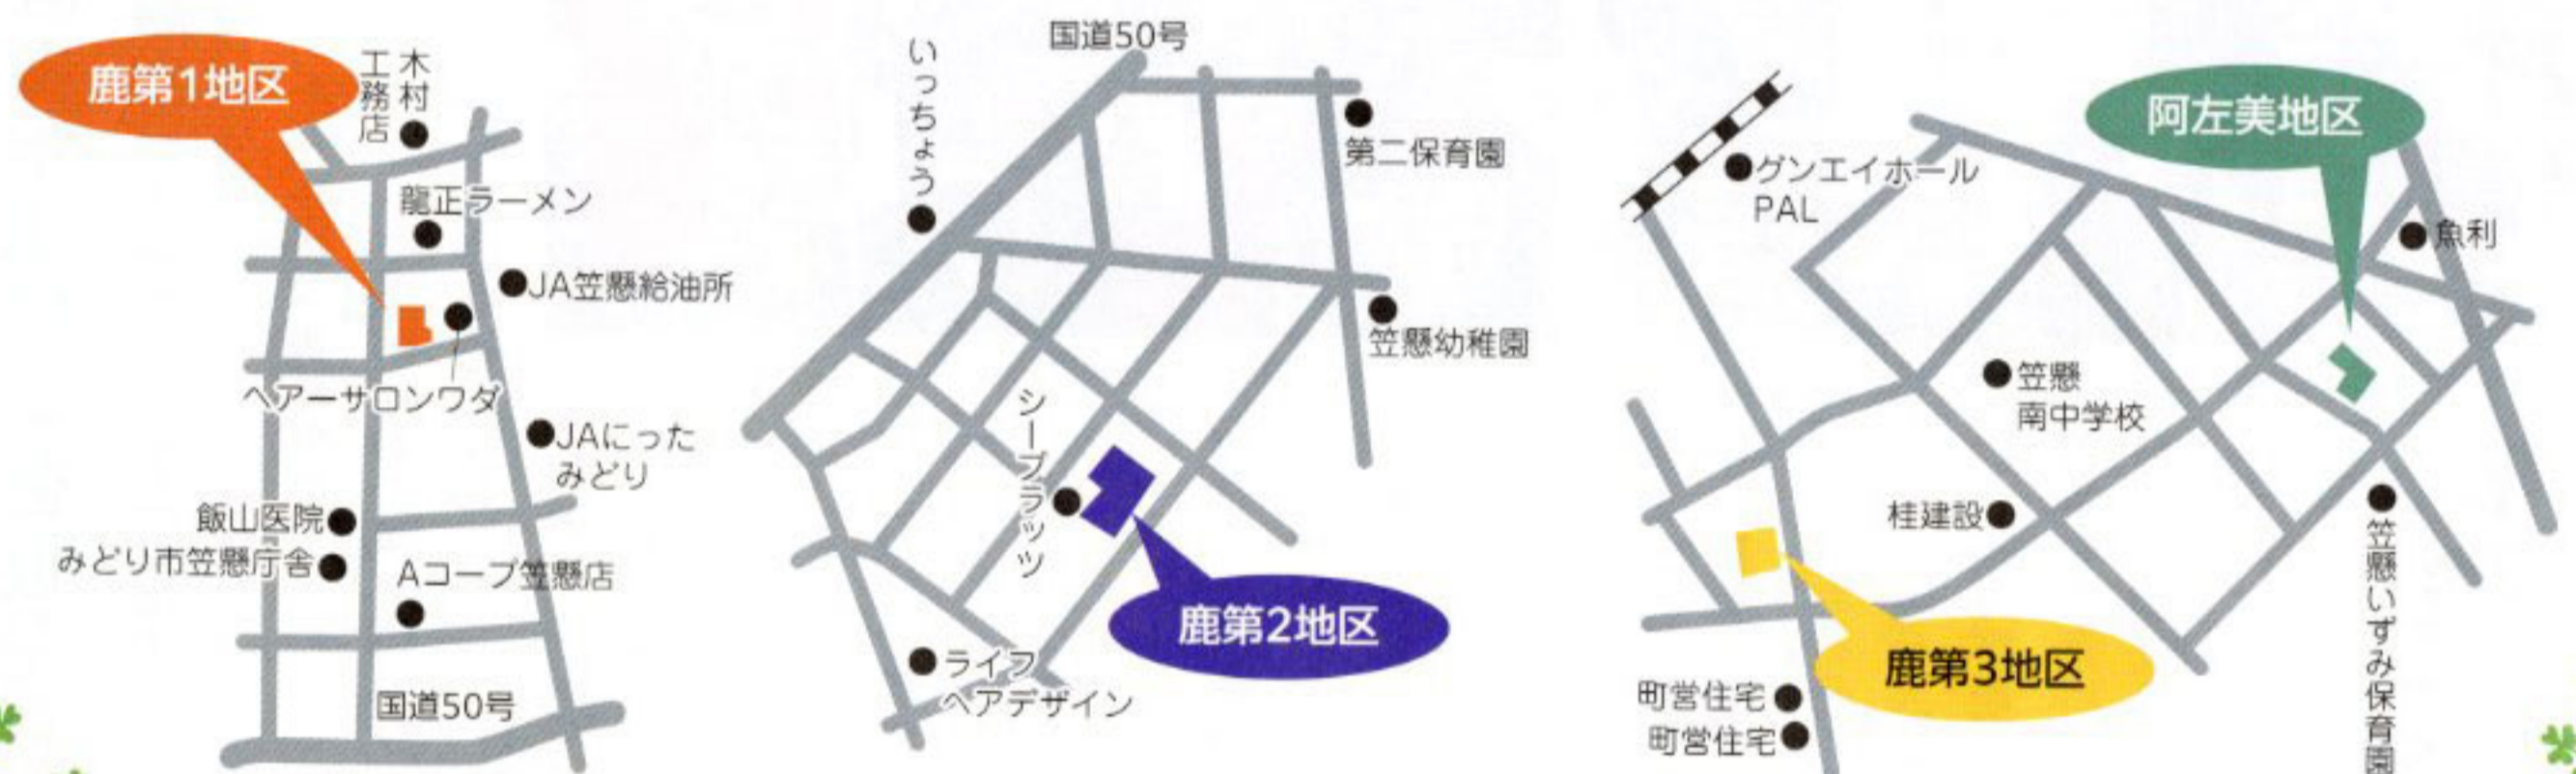 鹿第1地区
木村
工務店
龍正ラーメン
JA笠懸給油所
ヘアーサロンワダ
JAにった
みどり
飯山医院
みどり市笠懸庁舎
Aコープ笠懸店
国道50号
国道50号
いっちょう
第二保育園
笠懸幼稚園
シープラッツ
鹿第2地区
ライフ
ヘアデザイン
グンエイホール
PAL
阿左美地区
魚利
笠懸
南中学校
桂建設
笠懸いずみ保育園
鹿第3地区
町営住宅
町営住宅